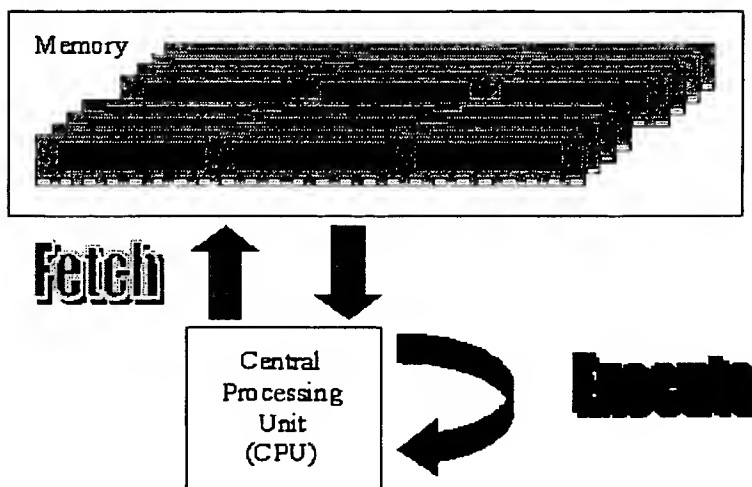 Memory
Fetch
Central
Processing
Unit
(CPU)
Execute